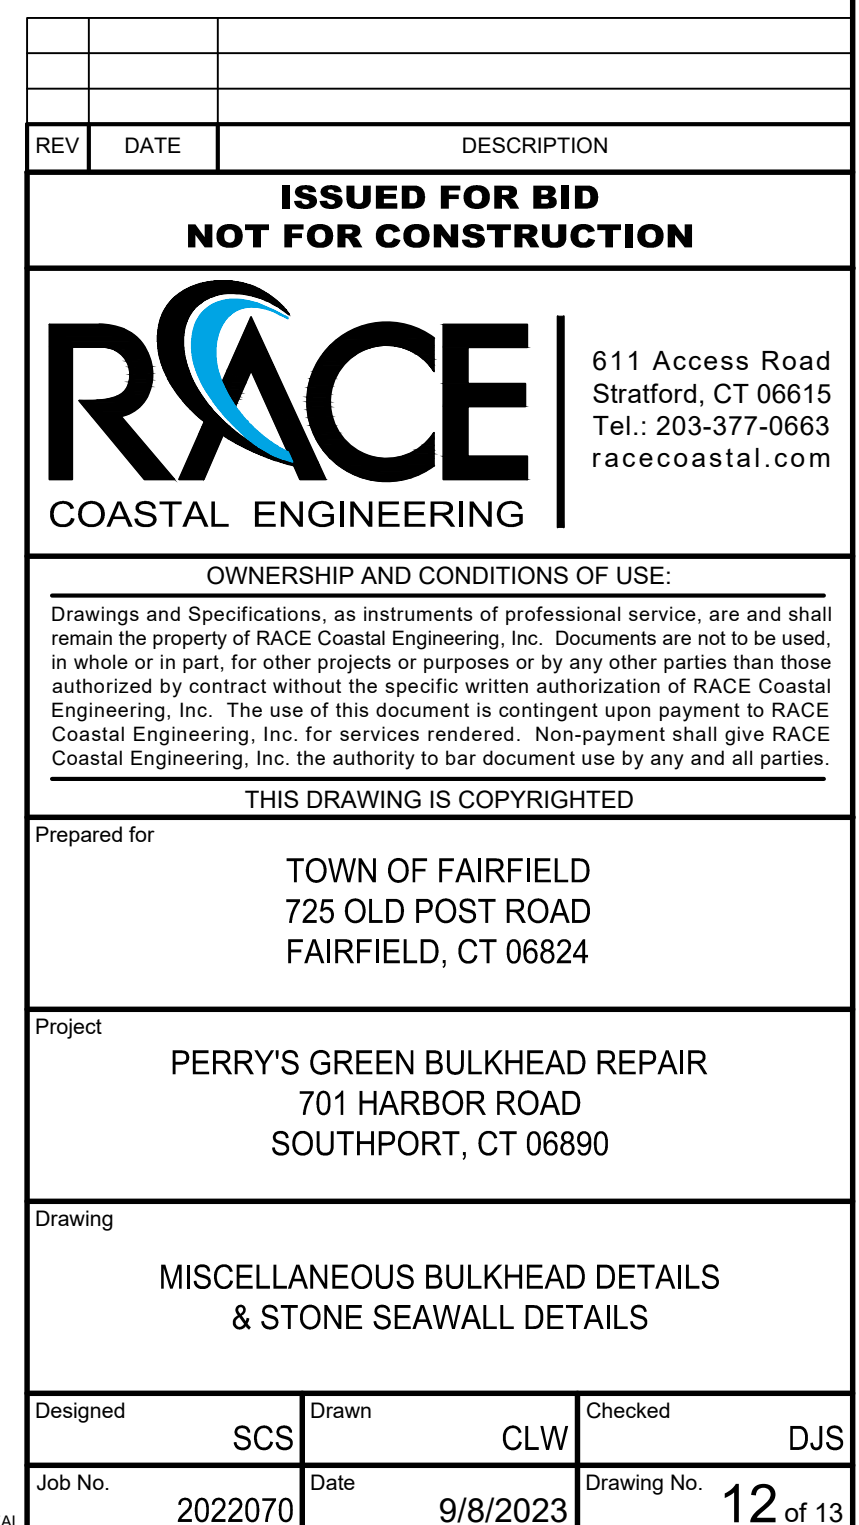 REV DATE DESCRIPTION
ISSUED FOR BID
NOT FOR CONSTRUCTION
RACE
COASTAL ENGINEERING
611 Access Road
Stratford, CT 06615
Tel.: 203-377-0663
racecoastal.com
OWNERSHIP AND CONDITIONS OF USE:
Drawings and Specifications, as instruments of professional service, are and shall
remain the property of RACE Coastal Engineering, Inc. Documents are not to be used,
in whole or in part, for other projects or purposes or by any other parties than those
authorized by contract without the specific written authorization of RACE Coastal
Engineering, Inc. The use of this document is contingent upon payment to RACE
Coastal Engineering, Inc. for services rendered. Non-payment shall give RACE
Coastal Engineering, Inc. the authority to bar document use by any and all parties.
THIS DRAWING IS COPYRIGHTED
Prepared for
TOWN OF FAIRFIELD
725 OLD POST ROAD
FAIRFIELD, CT 06824
Project
PERRY'S GREEN BULKHEAD REPAIR
701 HARBOR ROAD
SOUTHPORT, CT 06890
Drawing
MISCELLANEOUS BULKHEAD DETAILS
& STONE SEAWALL DETAILS
Designed Drawn Checked
SCS CLW DJS
Job No. Date Drawing No.
2022070 9/8/2023 12 of 13